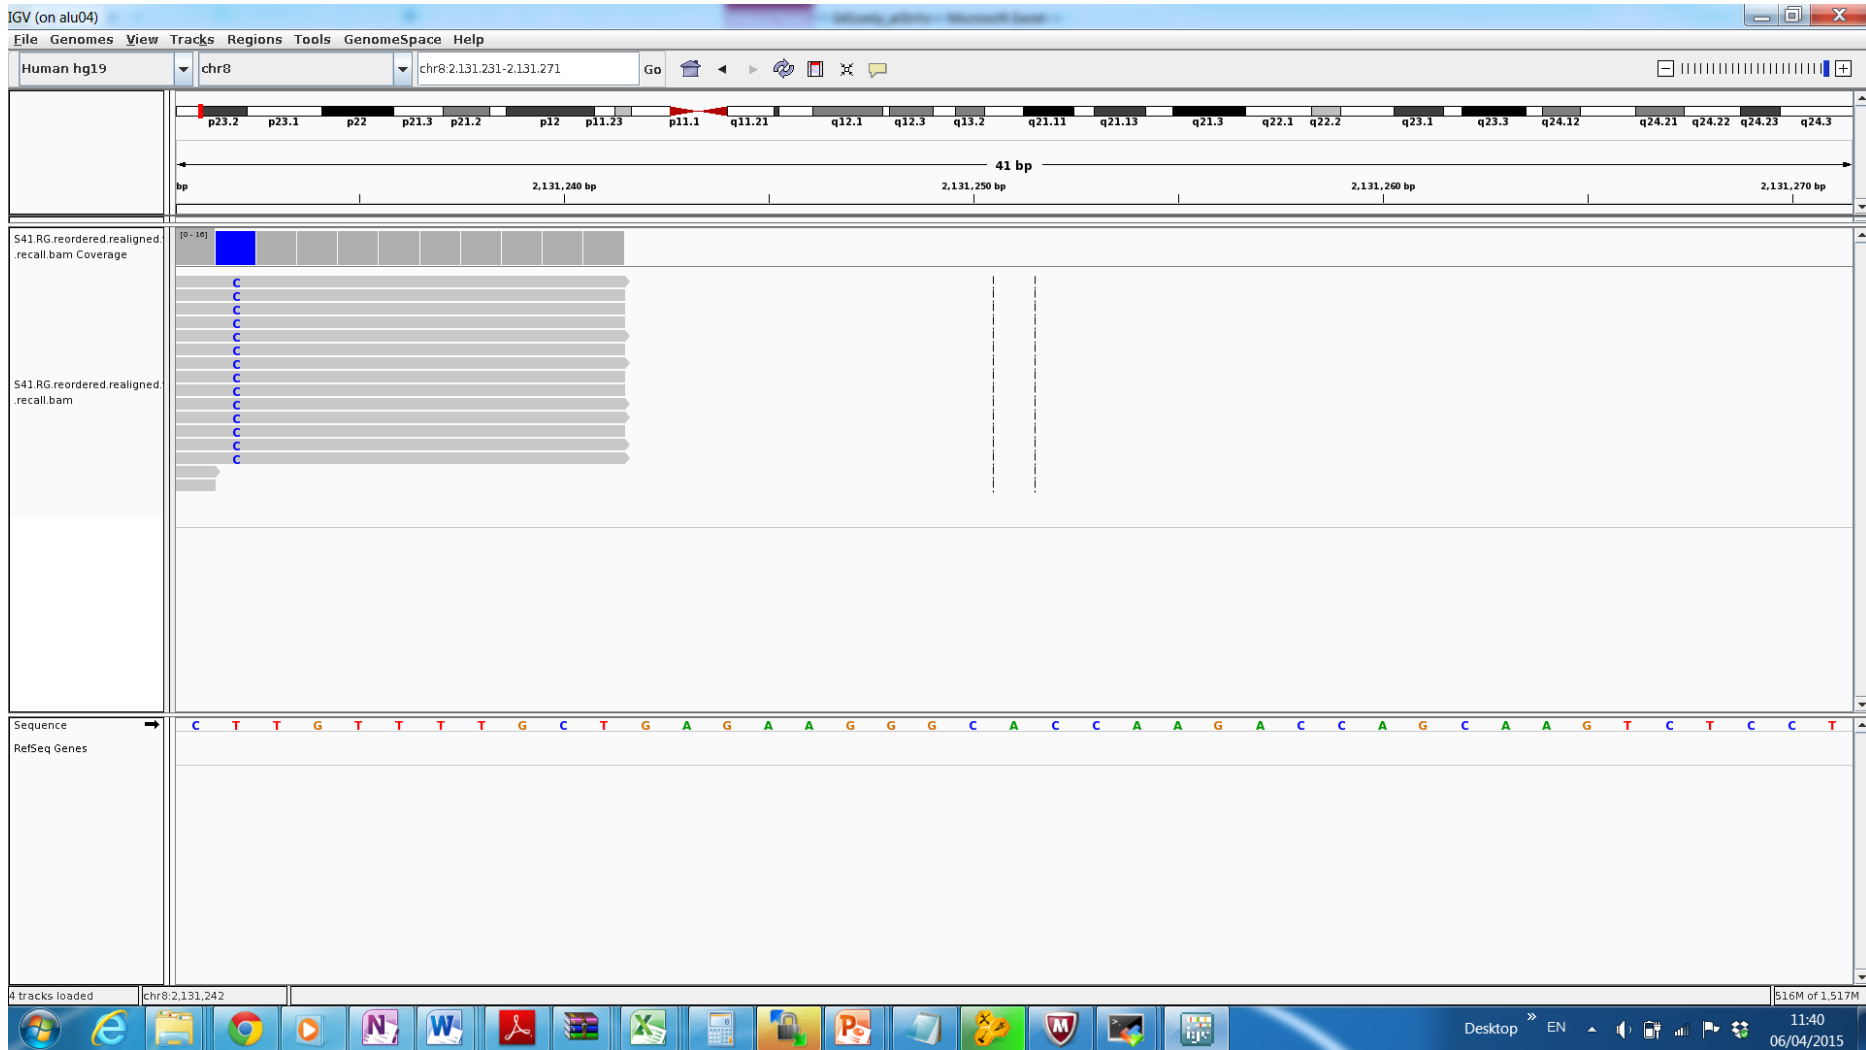 IGV (on alu04)
File Genomes View Tracks Regions Tools GenomeSpace Help
Human hg19 chr8 chr8:2.131.231-2.131.271 Go
p23.2 p23.1 p22 p21.3 p21.2 p12 p11.23 p11.1 q11.21 q12.1 q12.3 q13.2 q21.11 q21.13 q21.3 q22.1 q22.2 q23.1 q23.3 q24.12 q24.21 q24.22 q24.23 q24.3
41 bp
bp 2,131,240 bp 2,131,250 bp 2,131,260 bp 2,131,270 bp
S41.RG.reordered.realigned. [0 - 16]
.recall.bam Coverage
C
C
C
C
C
C
C
C
C
C
C
C
C
C
S41.RG.reordered.realigned.
.recall.bam
Sequence C T T G T T T T G C T G A G A A G G G C A C C A A G A C C A G C A A G T C T C C T
RefSeq Genes
4 tracks loaded chr8:2,131,242 516M of 1,517M
Desktop » EN 11:40
06/04/2015